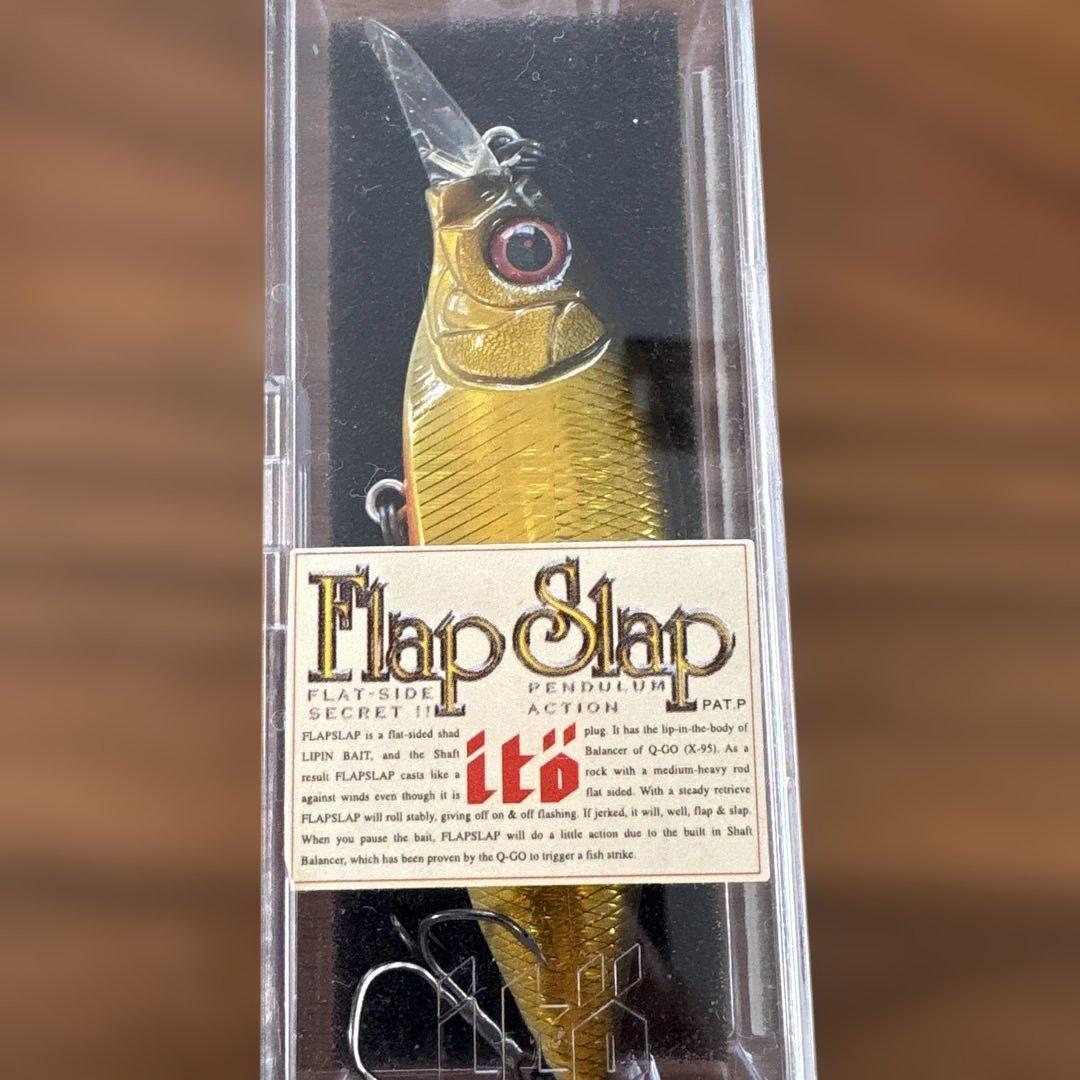 Flap Slap
FLAT-SIDE PENDULUM
SECRET !! ACTION PAT.P
itö
FLAPSLAP is a flat-sided shad plug. It has the lip-in-the-body of
LIPIN BAIT, and the Shaft Balancer of Q-GO (X-95). As a
result FLAPSLAP casts like a rock with a medium-heavy rod
against winds even though it is flat sided. With a steady retrieve
FLAPSLAP will roll stably, giving off on & off flashing. If jerked, it will, well, flap & slap.
When you pause the bait, FLAPSLAP will do a little action due to the built in Shaft
Balancer, which has been proven by the Q-GO to trigger a fish strike.
itö